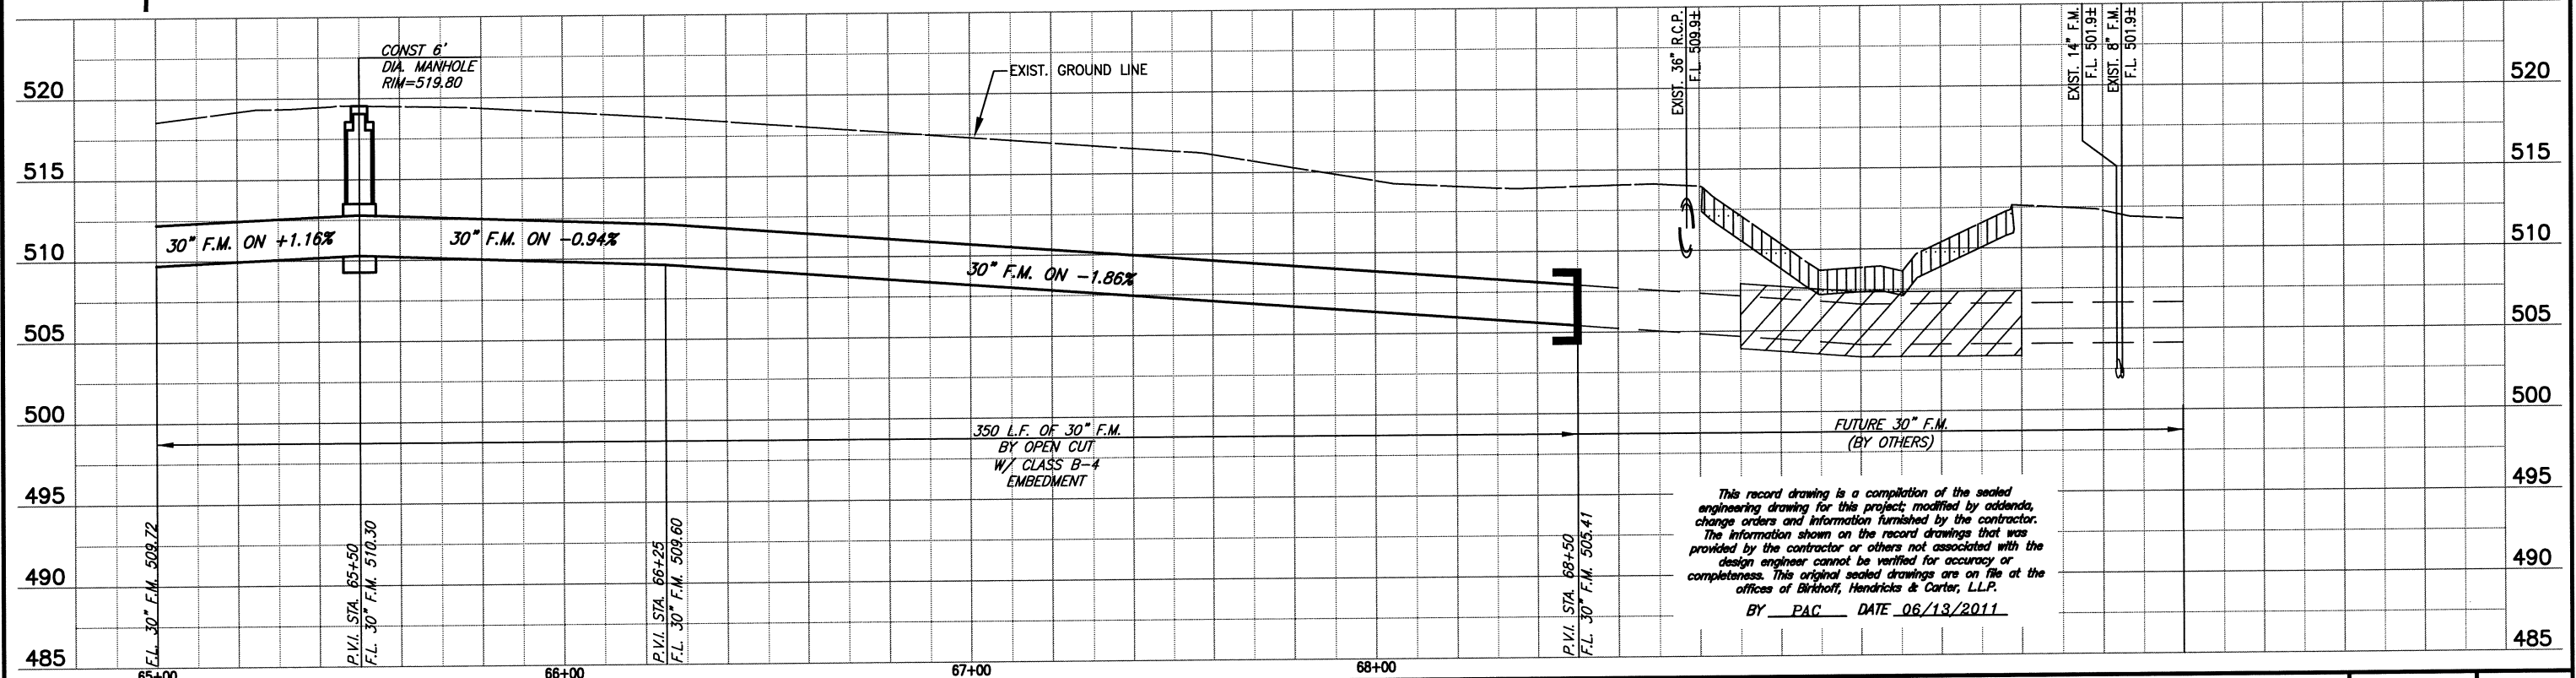 CONST 6'
DIA. MANHOLE
RIM=519.80
EXIST. GROUND LINE
EXIST. 36" R.C.P.
F.L. 509.9±
EXIST. 14" F.M.
F.L. 501.9±
EXIST. 8" F.M.
F.L. 501.9±
520
520
515
515
510
510
505
505
500
500
495
495
490
490
485
485
30" F.M. ON +1.16%
30" F.M. ON -0.94%
30" F.M. ON -1.86%
350 L.F. OF 30" F.M.
BY OPEN CUT
W/ CLASS B-4
EMBEDMENT
FUTURE 30" F.M.
(BY OTHERS)
F.L. 30" F.M. 509.72
P.V.I. STA. 65+50
F.L. 30" F.M. 510.30
P.V.I. STA. 66+25
F.L. 30" F.M. 509.60
P.V.I. STA. 68+50
F.L. 30" F.M. 505.41
This record drawing is a compilation of the sealed
engineering drawing for this project; modified by addenda,
change orders and information furnished by the contractor.
The information shown on the record drawings that was
provided by the contractor or others not associated with the
design engineer cannot be verified for accuracy or
completeness. This original sealed drawings are on file at the
offices of Birkhoff, Hendricks & Carter, L.L.P.
BY PAC DATE 06/13/2011
65+00
66+00
67+00
68+00